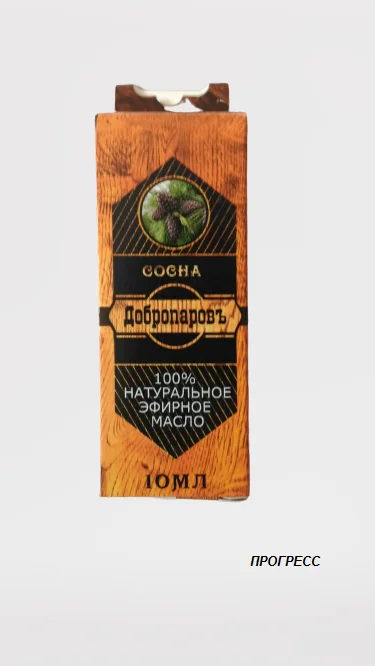 СОСНА
Добропаровъ
100%
НАТУРАЛЬНОЕ
ЭФИРНОЕ
МАСЛО
10МЛ
ПРОГРЕСС